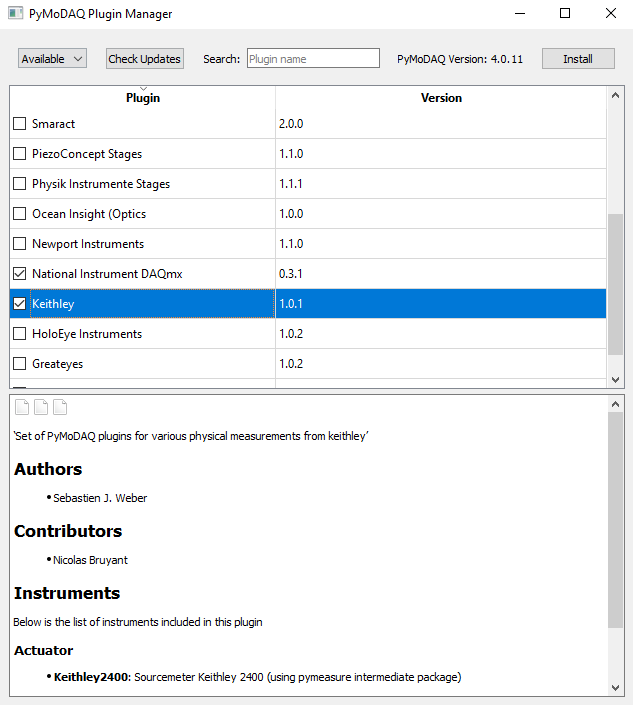 PyMoDAQ Plugin Manager
Available Check Updates Search: Plugin name PyMoDAQ Version: 4.0.11 Install
Plugin Version
Smaract 2.0.0
PiezoConcept Stages 1.1.0
Physik Instrumente Stages 1.1.1
Ocean Insight (Optics 1.0.0
Newport Instruments 1.1.0
National Instrument DAQmx 0.3.1
Keithley 1.0.1
HoloEye Instruments 1.0.2
Greateyes 1.0.2
'Set of PyMoDAQ plugins for various physical measurements from keithley’
Authors
• Sebastien J. Weber
Contributors
• Nicolas Bruyant
Instruments
Below is the list of instruments included in this plugin
Actuator
• Keithley2400: Sourcemeter Keithley 2400 (using pymeasure intermediate package)